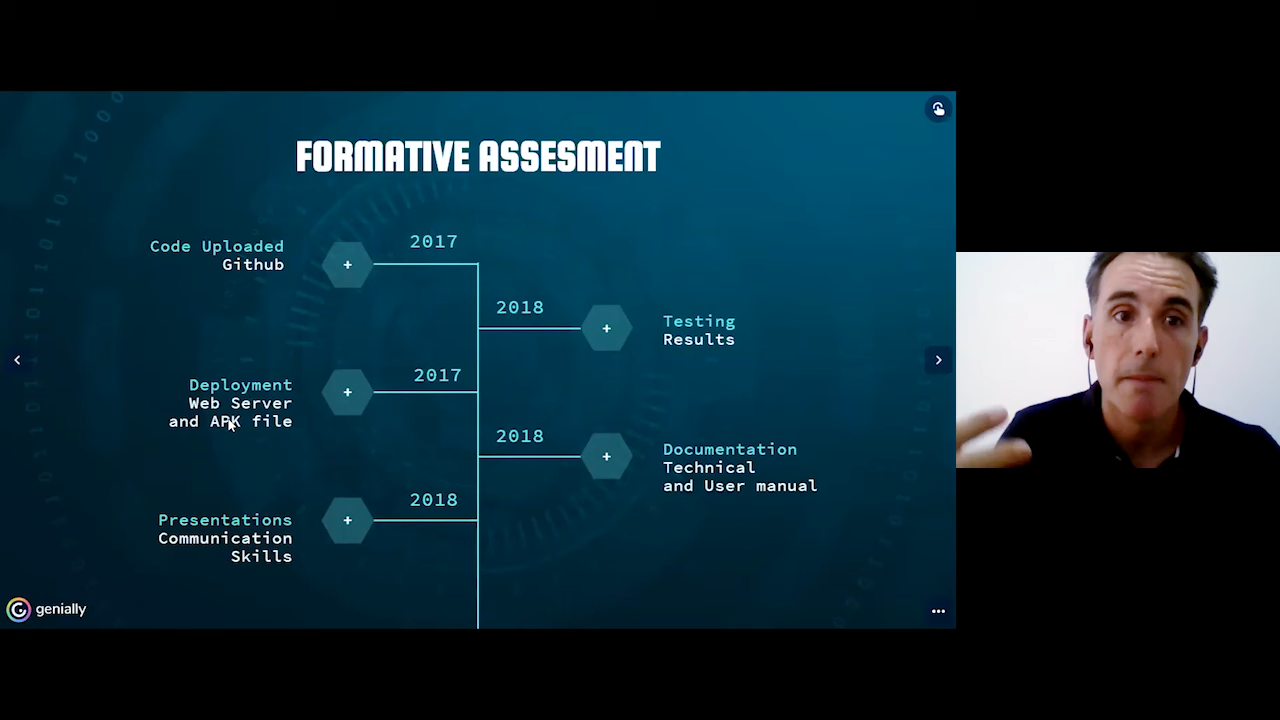 FORMATIVE ASSESMENT
Code Uploaded
Github
2017
2018
Testing
Results
Deployment
Web Server
and APK file
2017
2018
Documentation
Technical
and User manual
Presentations
Communication
Skills
2018
genially